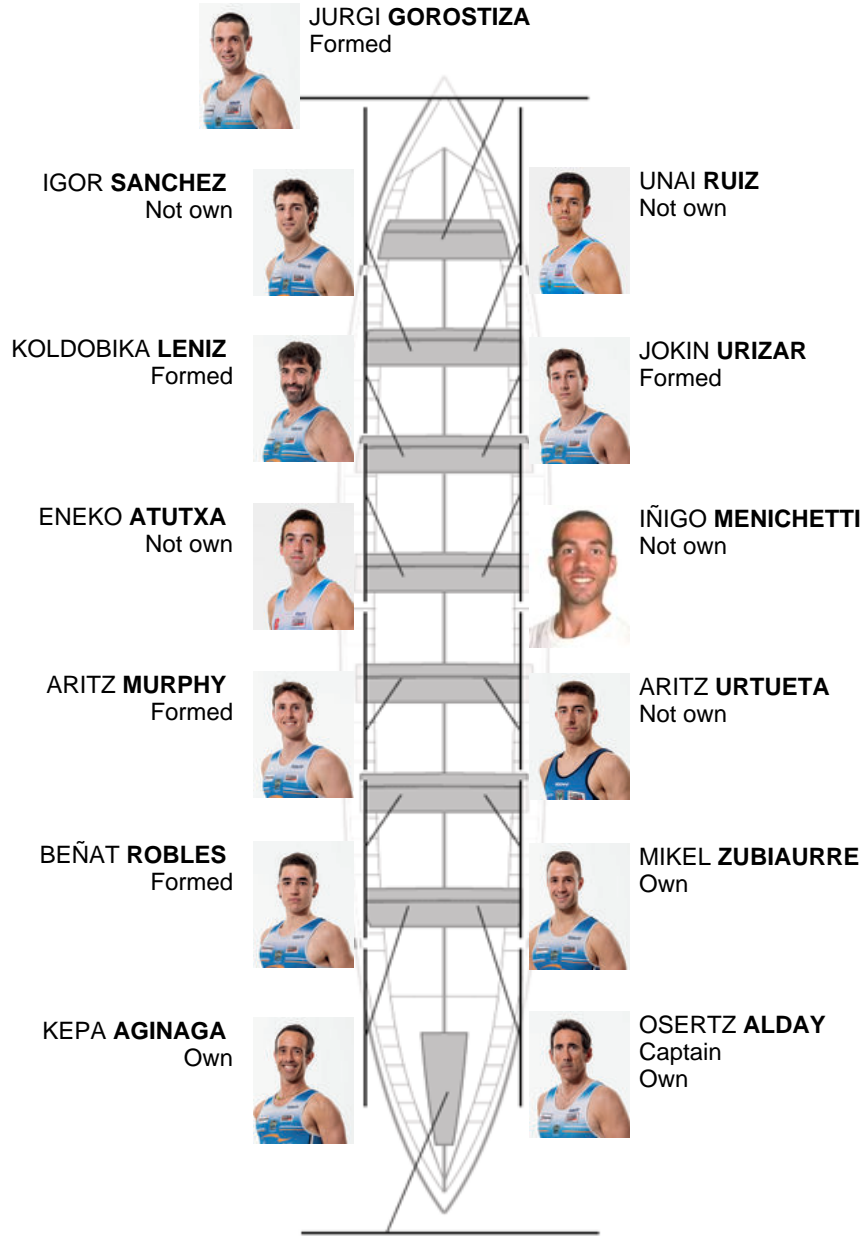 JURGI GOROSTIZA
Formed
IGOR SANCHEZ
Not own
UNAI RUIZ
Not own
KOLDOBIKA LENIZ
Formed
JOKIN URIZAR
Formed
ENEKO ATUTXA
Not own
IÑIGO MENICHETTI
Not own
ARITZ MURPHY
Formed
ARITZ URTUETA
Not own
BEÑAT ROBLES
Formed
MIKEL ZUBIAURRE
Own
KEPA AGINAGA
Own
OSERTZ ALDAY
Captain
Own